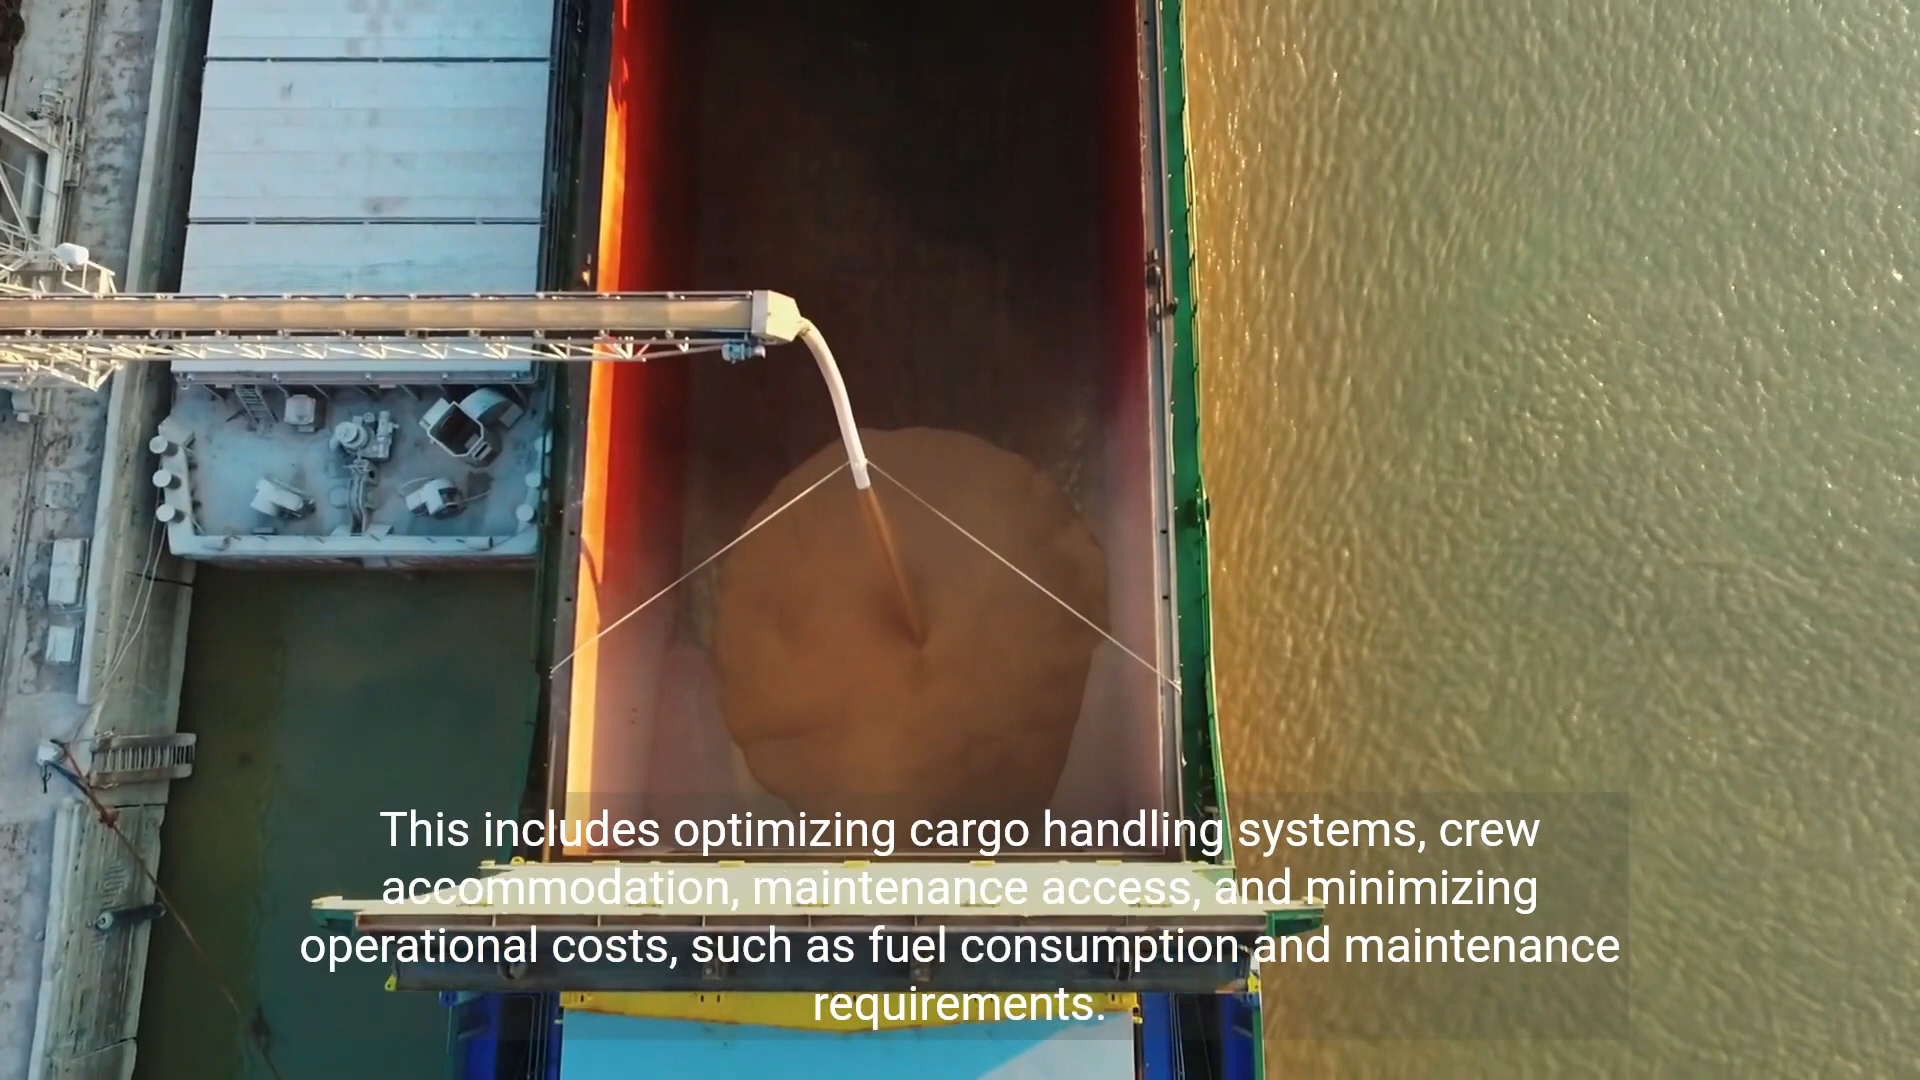 This includes optimizing cargo handling systems, crew
accommodation, maintenance access, and minimizing
operational costs, such as fuel consumption and maintenance
requirements.